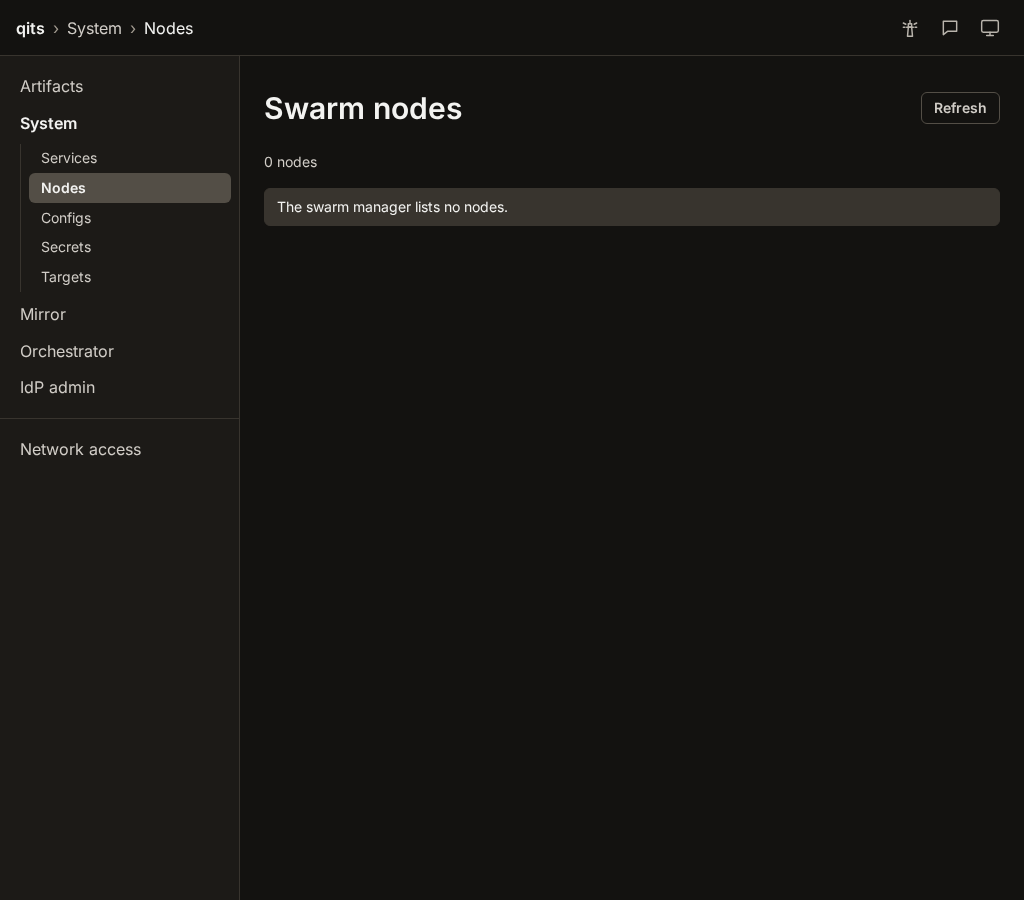 qits › System › Nodes
Artifacts
System
Services
Nodes
Configs
Secrets
Targets
Mirror
Orchestrator
IdP admin
Network access
Swarm nodes
Refresh
0 nodes
The swarm manager lists no nodes.